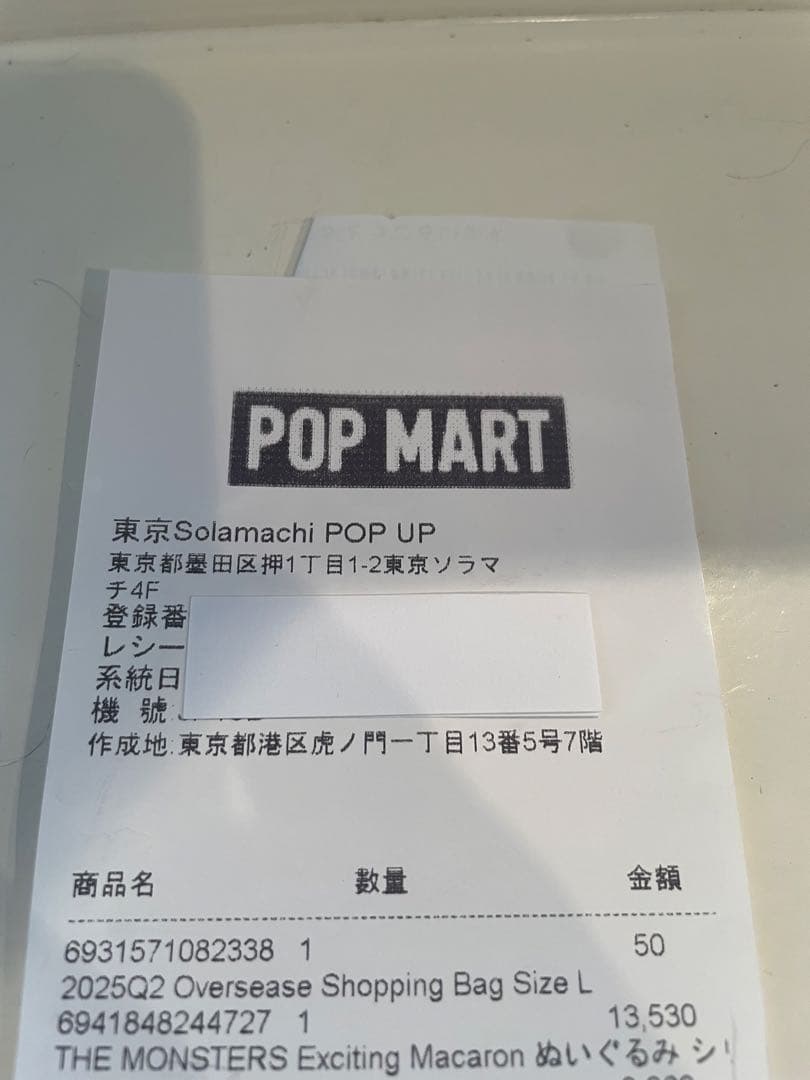 POP MART
東京Solamachi POP UP
東京都墨田区押1丁目1-2東京ソラマ
チ4F
登録番
レシー
系統日
機 號
作成地:東京都港区虎ノ門一丁目13番5号7階
商品名 數量 金額
6931571082338 1 50
2025Q2 Oversease Shopping Bag Size L
6941848244727 1 13,530
THE MONSTERS Exciting Macaron ぬいぐるみ シ